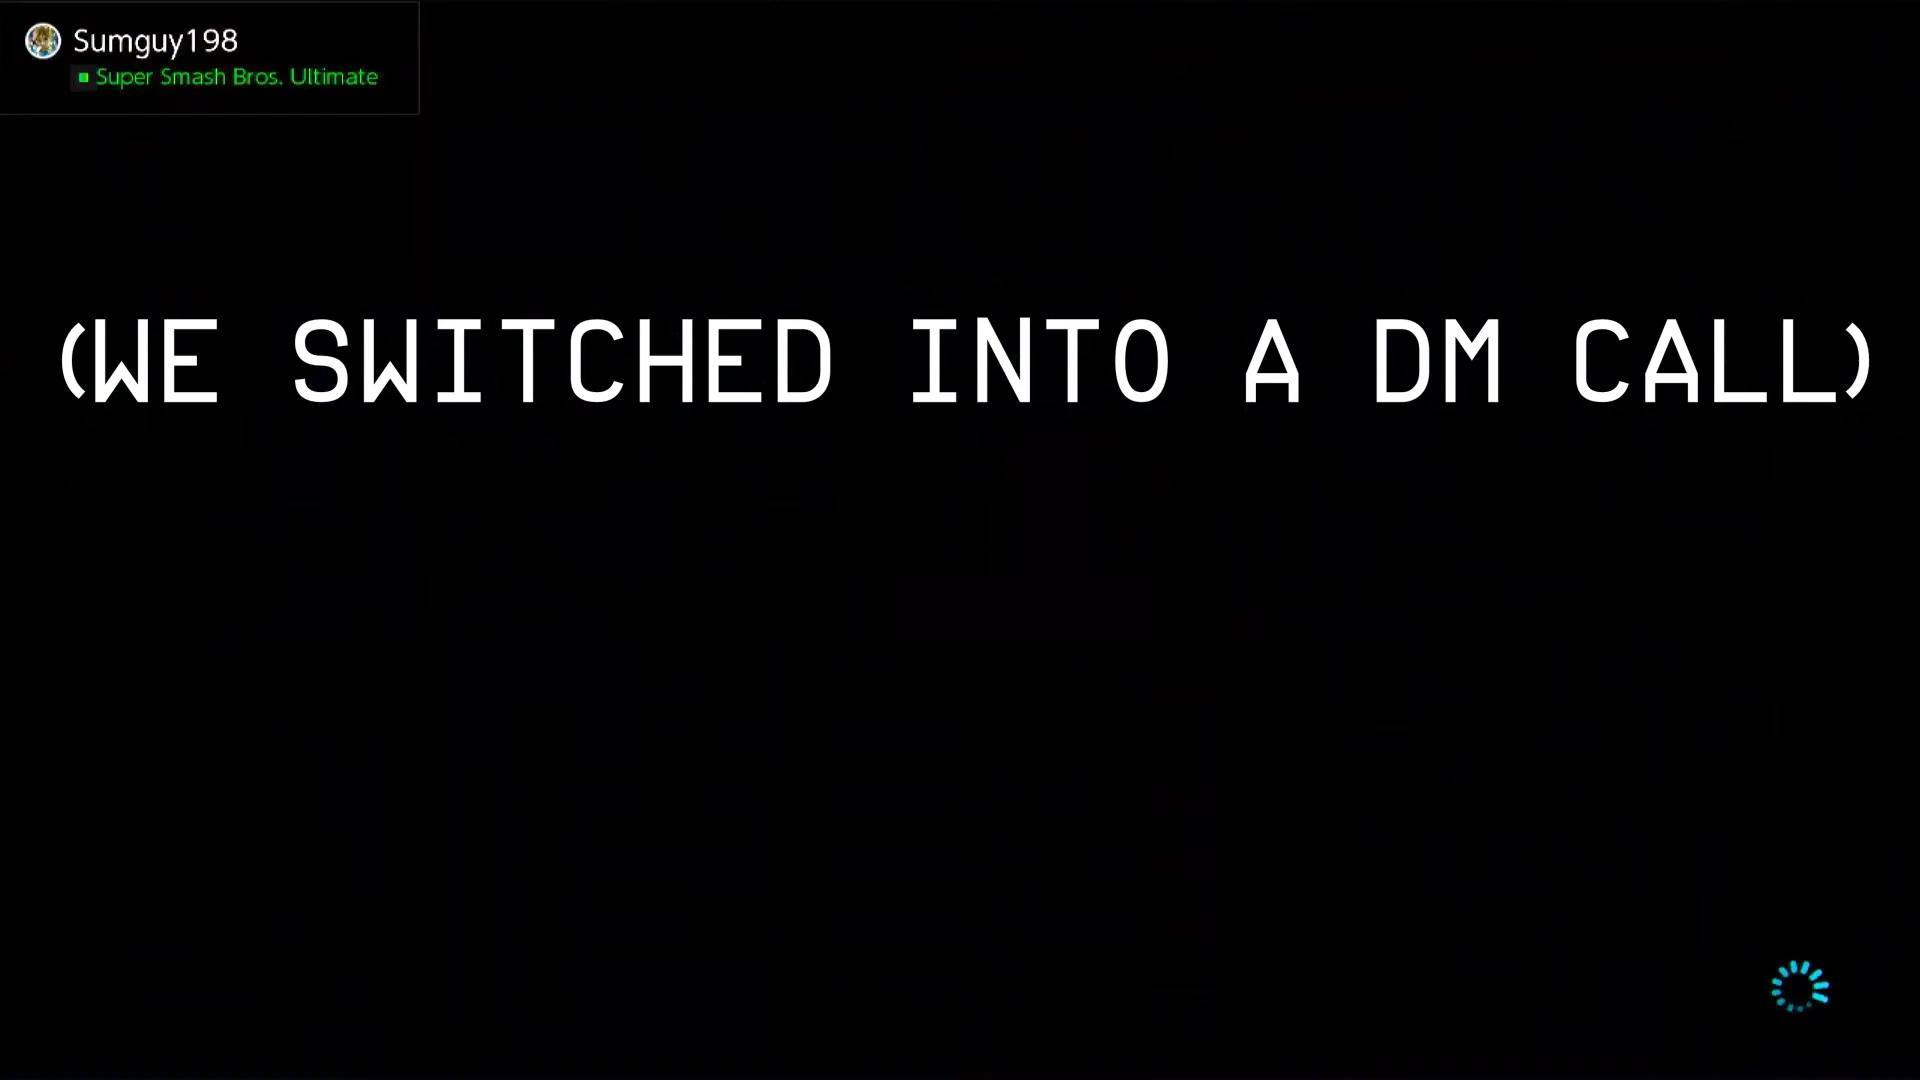 Sumguy198
Super Smash Bros. Ultimate
(WE SWITCHED INTO A DM CALL)